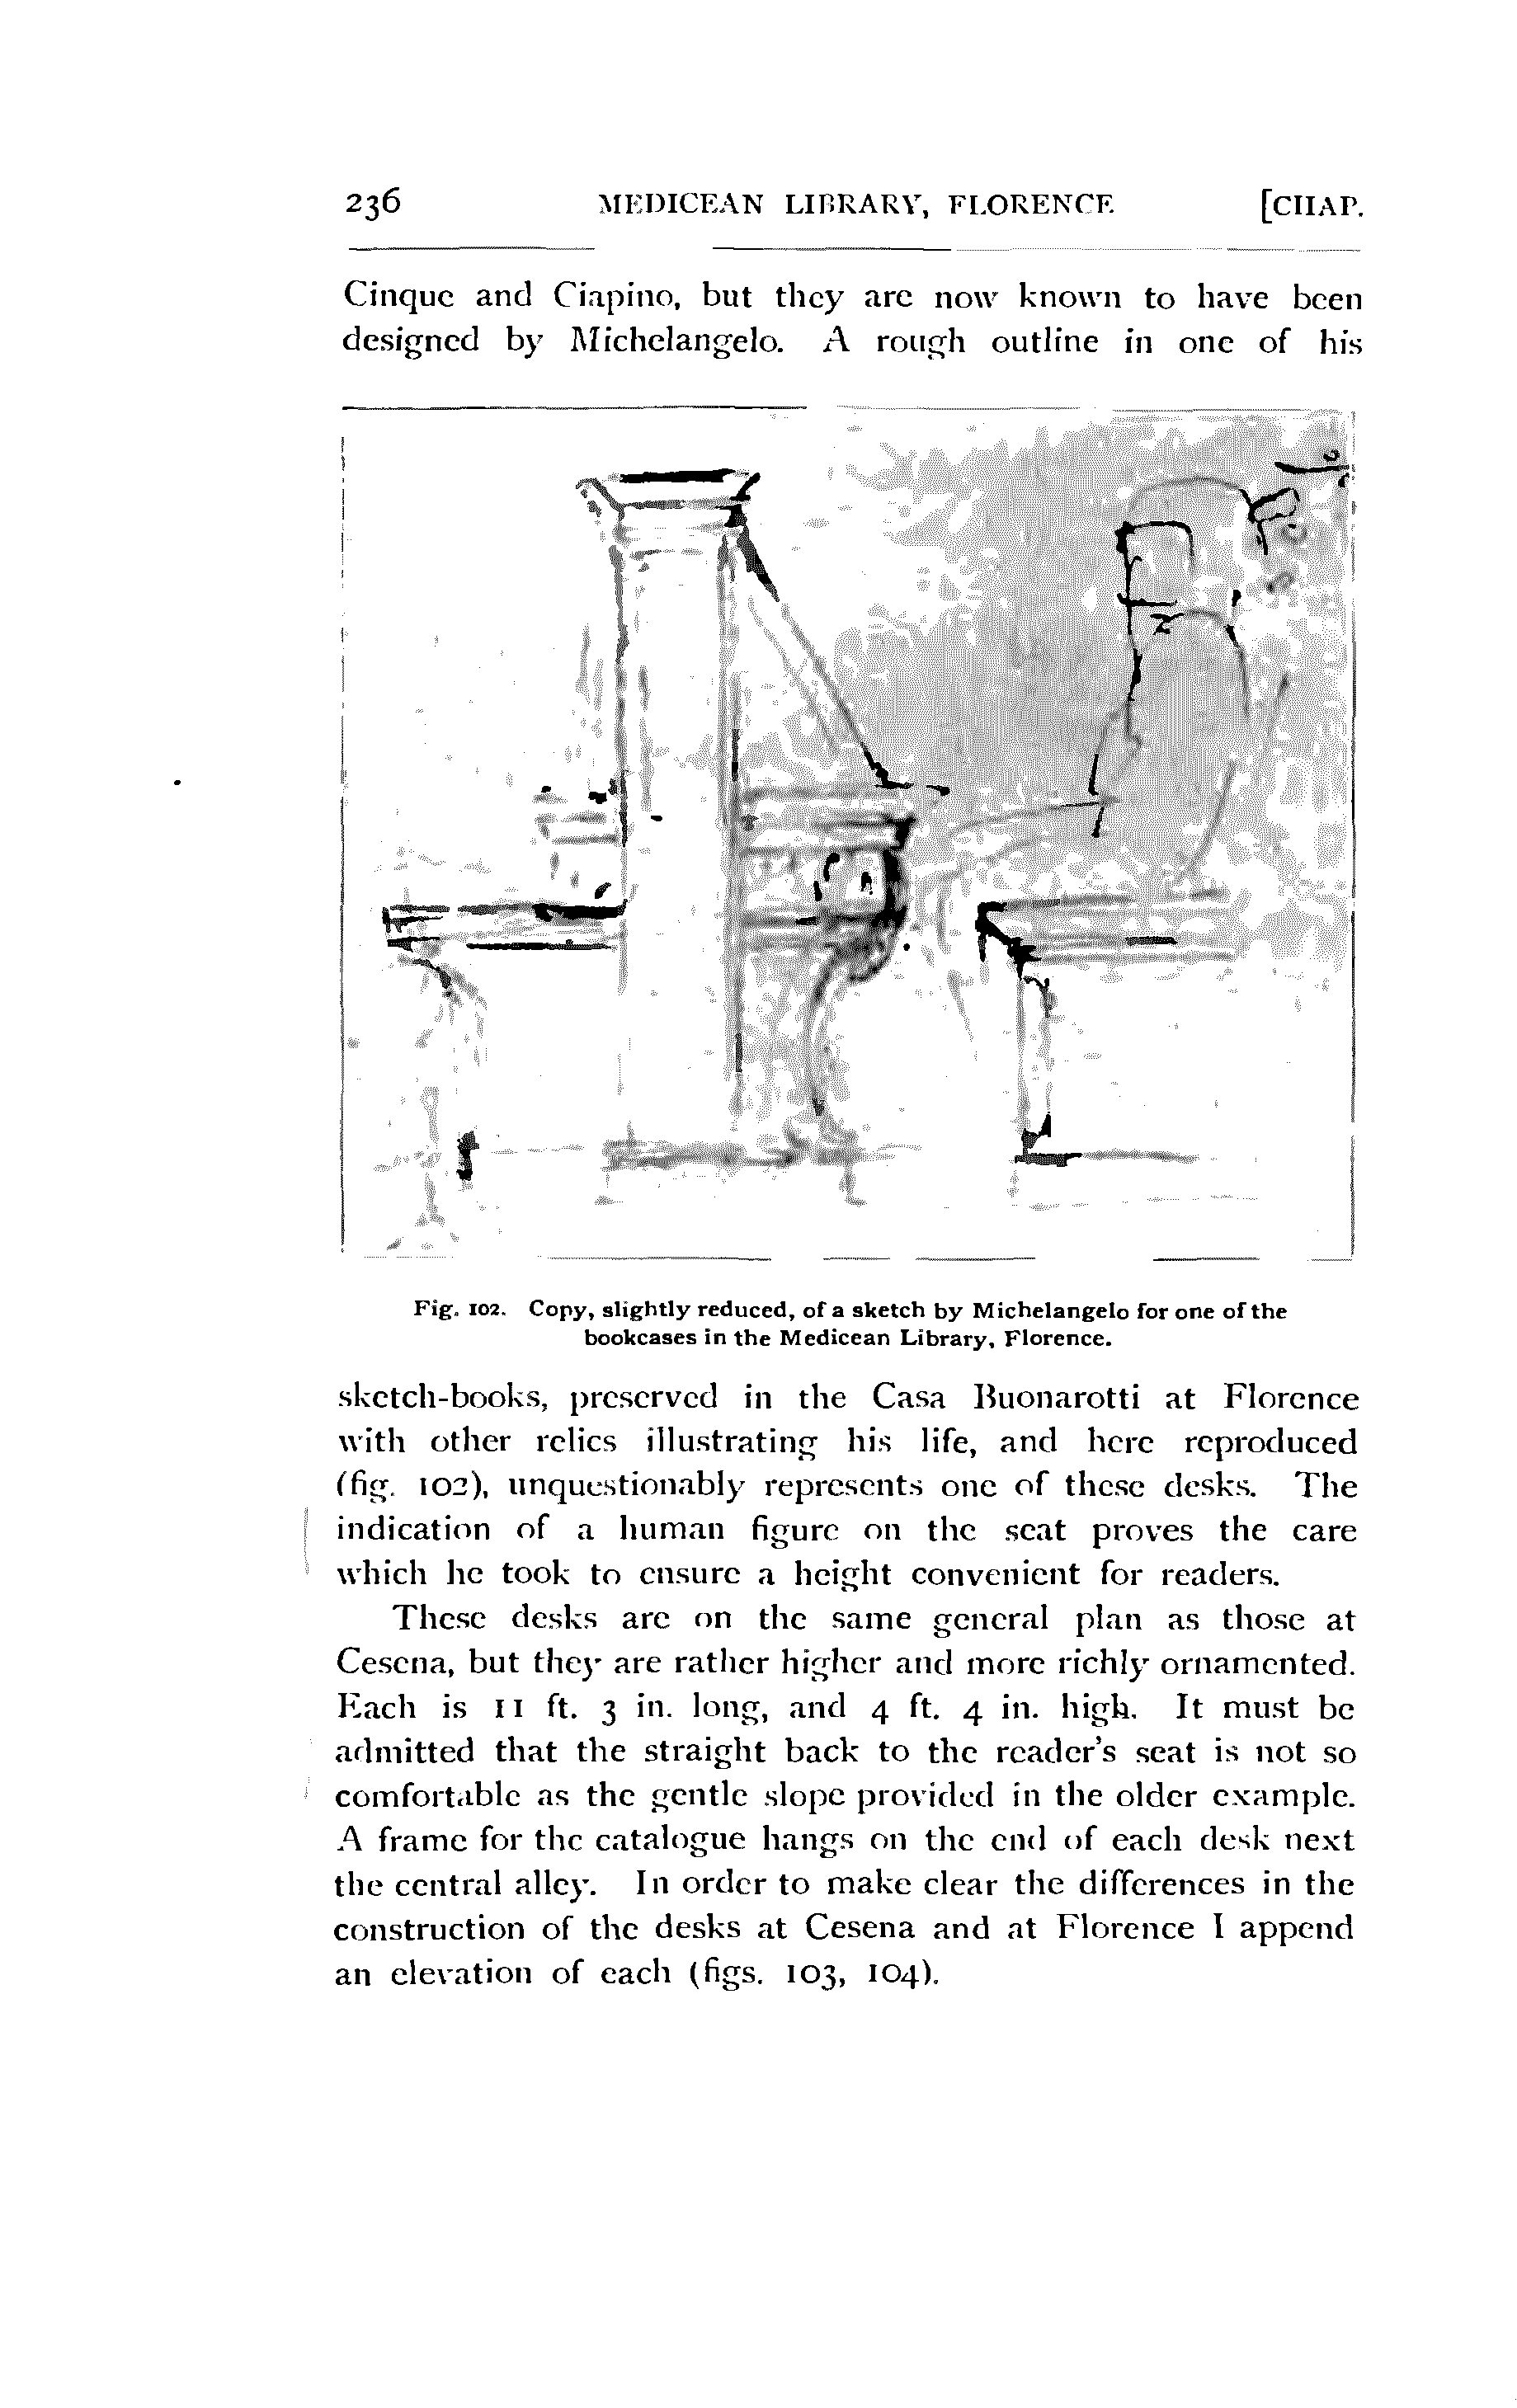 236 MEDICEAN LIBRARY, FLORENCE [CHAP.
Cinque and Ciapino, but they are now known to have been
designed by Michelangelo. A rough outline in one of his
Fig. 102. Copy, slightly reduced, of a sketch by Michelangelo for one of the
bookcases in the Medicean Library, Florence.
sketch-books, preserved in the Casa Buonarotti at Florence
with other relics illustrating his life, and here reproduced
(fig. 102), unquestionably represents one of these desks. The
indication of a human figure on the seat proves the care
which he took to ensure a height convenient for readers.
These desks are on the same general plan as those at
Cesena, but they are rather higher and more richly ornamented.
Each is 11 ft. 3 in. long, and 4 ft. 4 in. high. It must be
admitted that the straight back to the reader's seat is not so
comfortable as the gentle slope provided in the older example.
A frame for the catalogue hangs on the end of each desk next
the central alley. In order to make clear the differences in the
construction of the desks at Cesena and at Florence I append
an elevation of each (figs. 103, 104).